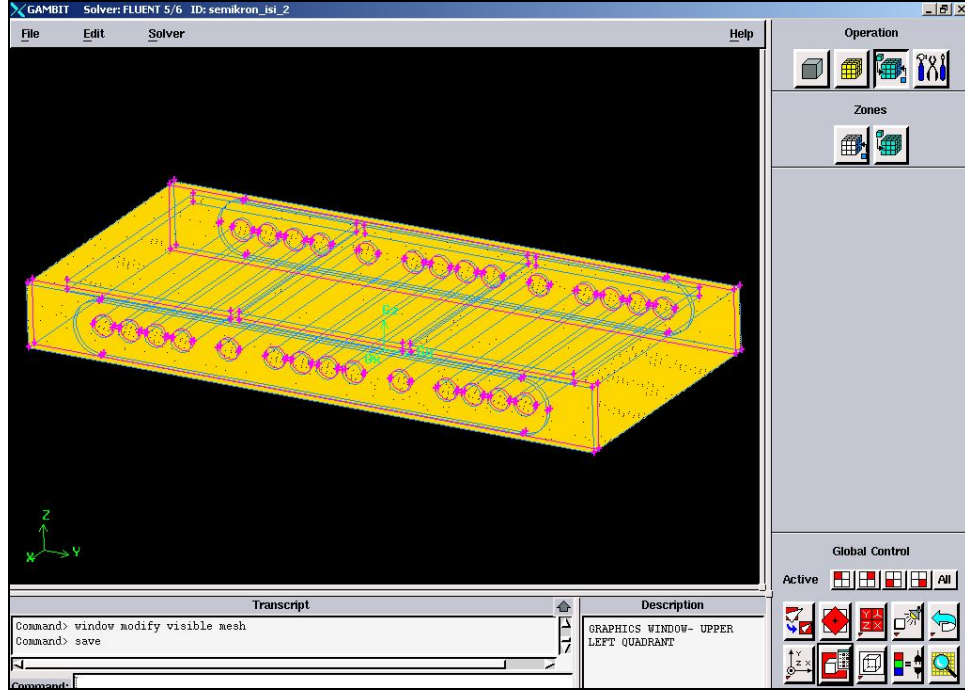 GAMBIT Solver: FLUENT 5/6 ID: semikron_isi_2
File Edit Solver Help
Operation
Zones
Gz
Z
X Y
Global Control
Active All
Transcript
Command> window modify visible mesh
Command> save
Command:
Description
GRAPHICS WINDOW- UPPER
LEFT QUADRANT